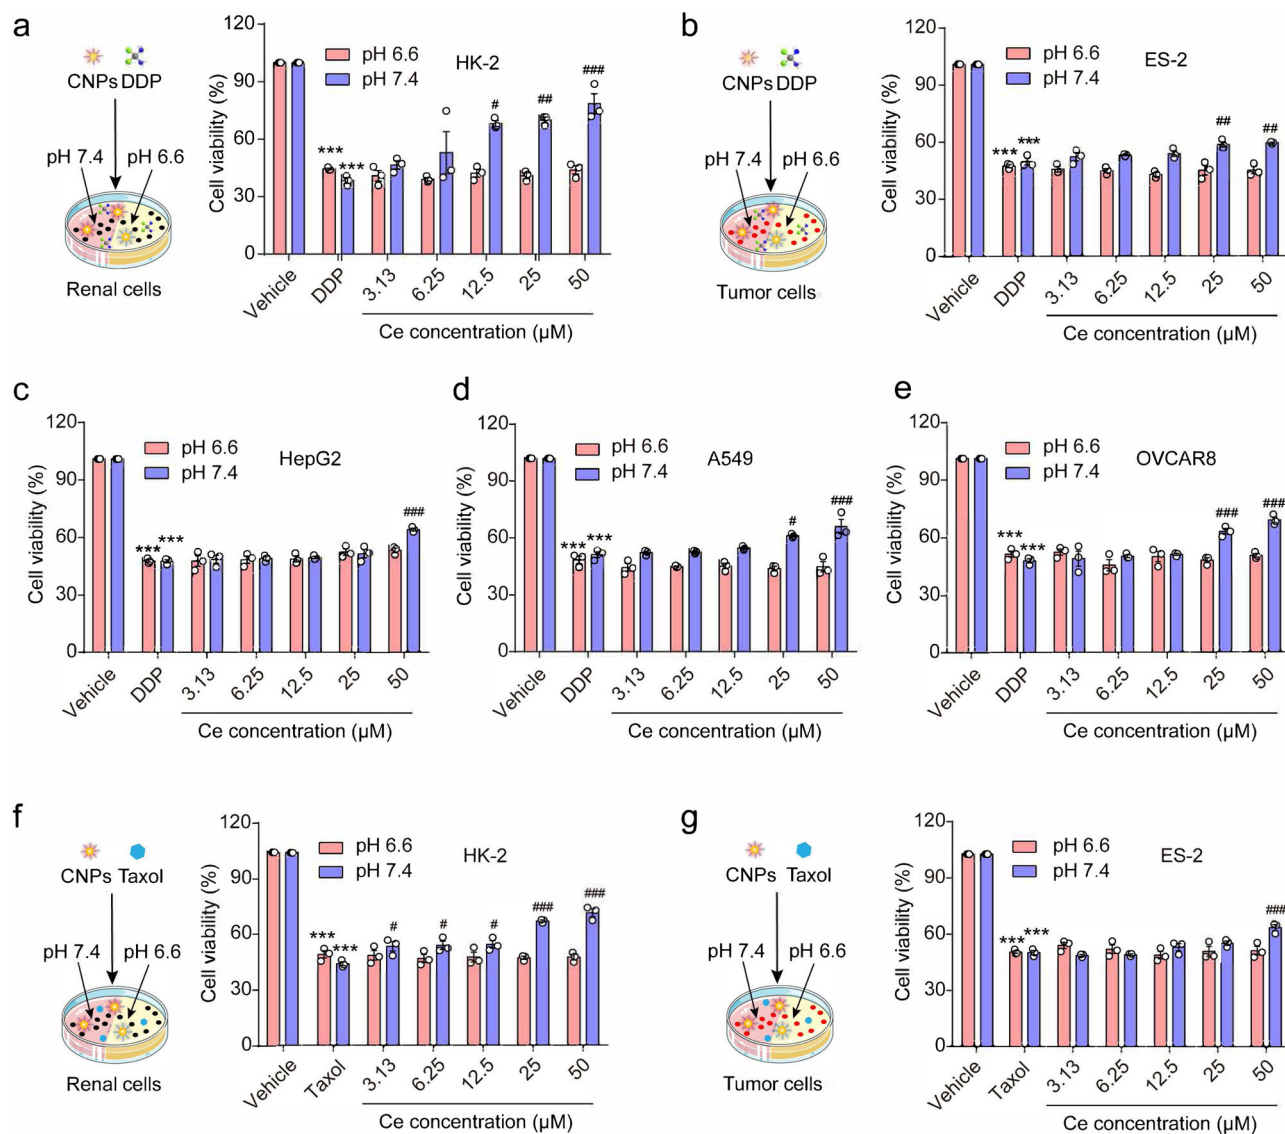 a
CNPs DDP
pH 7.4
pH 6.6
Renal cells
Cell viability (%)
120
90
60
30
0
pH 6.6
pH 7.4
HK-2
***
***
#
##
###
Vehicle
DDP
3.13
6.25
12.5
25
50
Ce concentration (µM)
b
CNPs DDP
pH 7.4
pH 6.6
Tumor cells
Cell viability (%)
120
90
60
30
0
pH 6.6
pH 7.4
ES-2
***
***
##
##
Vehicle
DDP
3.13
6.25
12.5
25
50
Ce concentration (µM)
c
Cell viability (%)
120
90
60
30
0
pH 6.6
pH 7.4
HepG2
***
***
###
Vehicle
DDP
3.13
6.25
12.5
25
50
Ce concentration (µM)
d
Cell viability (%)
120
90
60
30
0
pH 6.6
pH 7.4
A549
***
***
#
###
Vehicle
DDP
3.13
6.25
12.5
25
50
Ce concentration (µM)
e
Cell viability (%)
120
90
60
30
0
pH 6.6
pH 7.4
OVCAR8
***
***
###
###
Vehicle
DDP
3.13
6.25
12.5
25
50
Ce concentration (µM)
f
CNPs Taxol
pH 7.4
pH 6.6
Renal cells
Cell viability (%)
120
90
60
30
0
pH 6.6
pH 7.4
HK-2
***
***
#
#
#
###
###
Vehicle
Taxol
3.13
6.25
12.5
25
50
Ce concentration (µM)
g
CNPs Taxol
pH 7.4
pH 6.6
Tumor cells
Cell viability (%)
120
90
60
30
0
pH 6.6
pH 7.4
ES-2
***
***
###
Vehicle
Taxol
3.13
6.25
12.5
25
50
Ce concentration (µM)